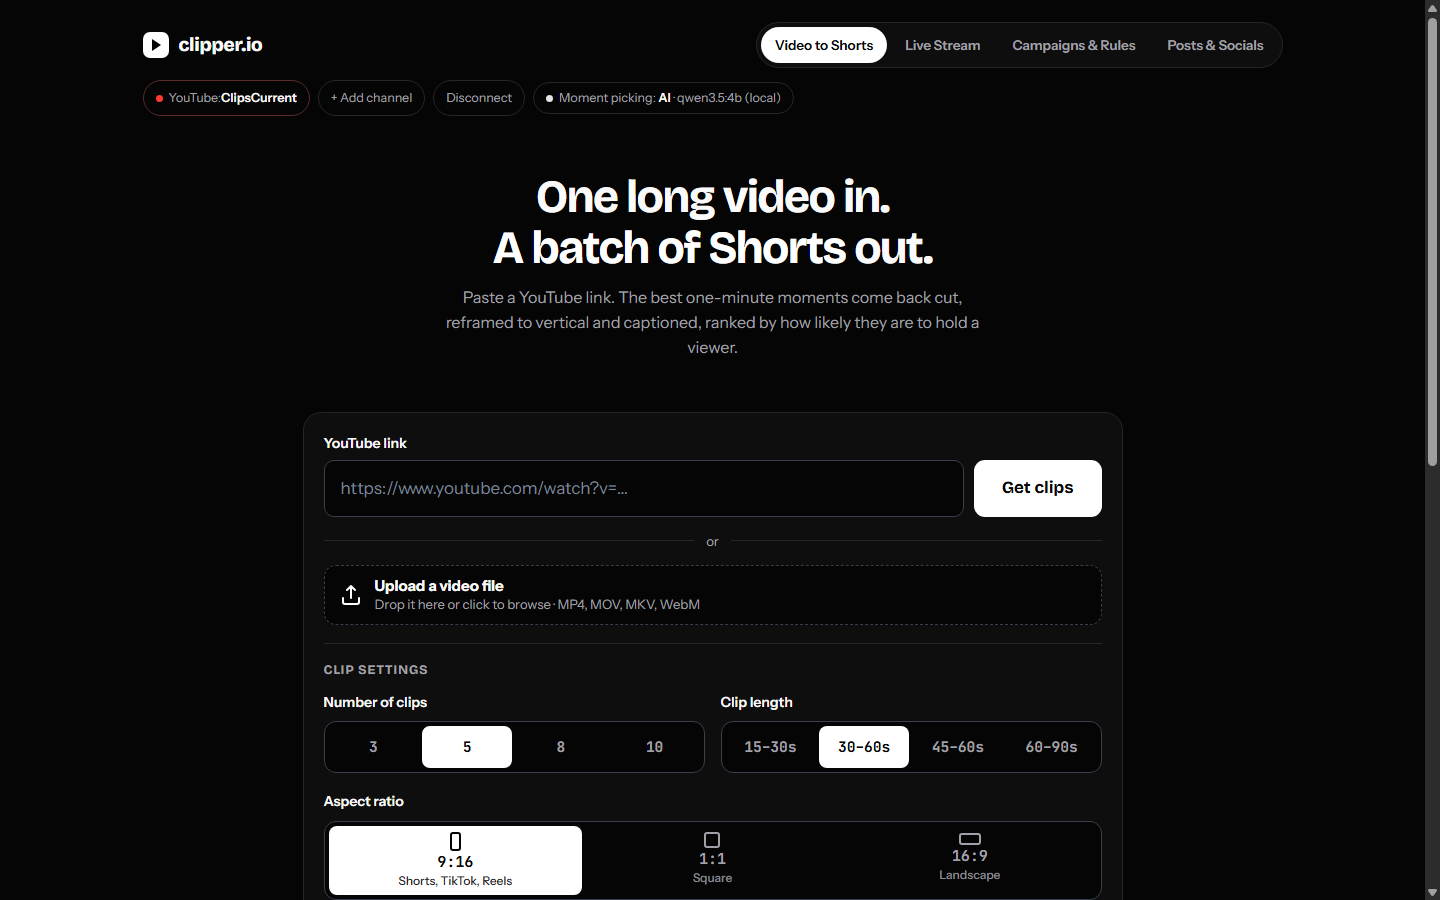 clipper.io
Video to Shorts
Live Stream
Campaigns & Rules
Posts & Socials
YouTube:ClipsCurrent
+ Add channel
Disconnect
Moment picking: AI · qwen3.5:4b (local)
One long video in.
A batch of Shorts out.
Paste a YouTube link. The best one-minute moments come back cut,
reframed to vertical and captioned, ranked by how likely they are to hold a
viewer.
YouTube link
https://www.youtube.com/watch?v=...
Get clips
or
Upload a video file
Drop it here or click to browse · MP4, MOV, MKV, WebM
CLIP SETTINGS
Number of clips
3
5
8
10
Clip length
15–30s
30–60s
45–60s
60–90s
Aspect ratio
9:16
Shorts, TikTok, Reels
1:1
Square
16:9
Landscape